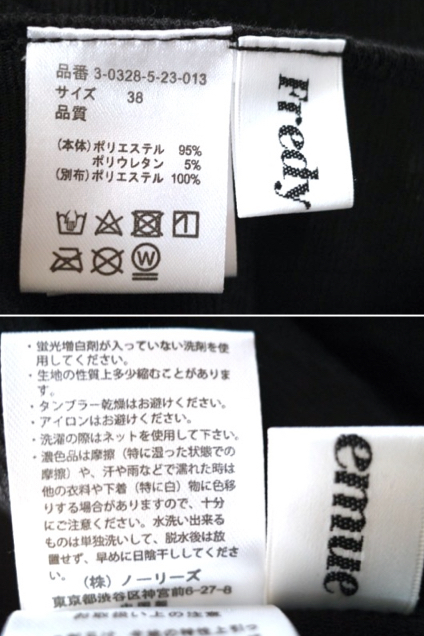 品番 3-0328-5-23-013
サイズ 38
品質
(本体)ポリエステル 95%
ポリウレタン 5%
(別布)ポリエステル 100%
W
Fredy
・蛍光増白剤が入っていない洗剤を使
用してください。
・生地の性質上多少縮むことがありま
す。
・タンブラー乾燥はお避けください。
・アイロンはお避けください。
・洗濯の際はネットを使用して下さい。
・濃色品は摩擦（特に湿った状態での
摩擦）や、汗や雨などで濡れた時は
他の衣料や下着（特に白）物に色移
りする場合がありますので、十分
にご注意ください。水洗い出来る
ものは単独洗いして、脱水後は放
置せず、早めに日陰干ししてくださ
い。
（株）ノーリーズ
東京都渋谷区神宮前6-27-8
emue